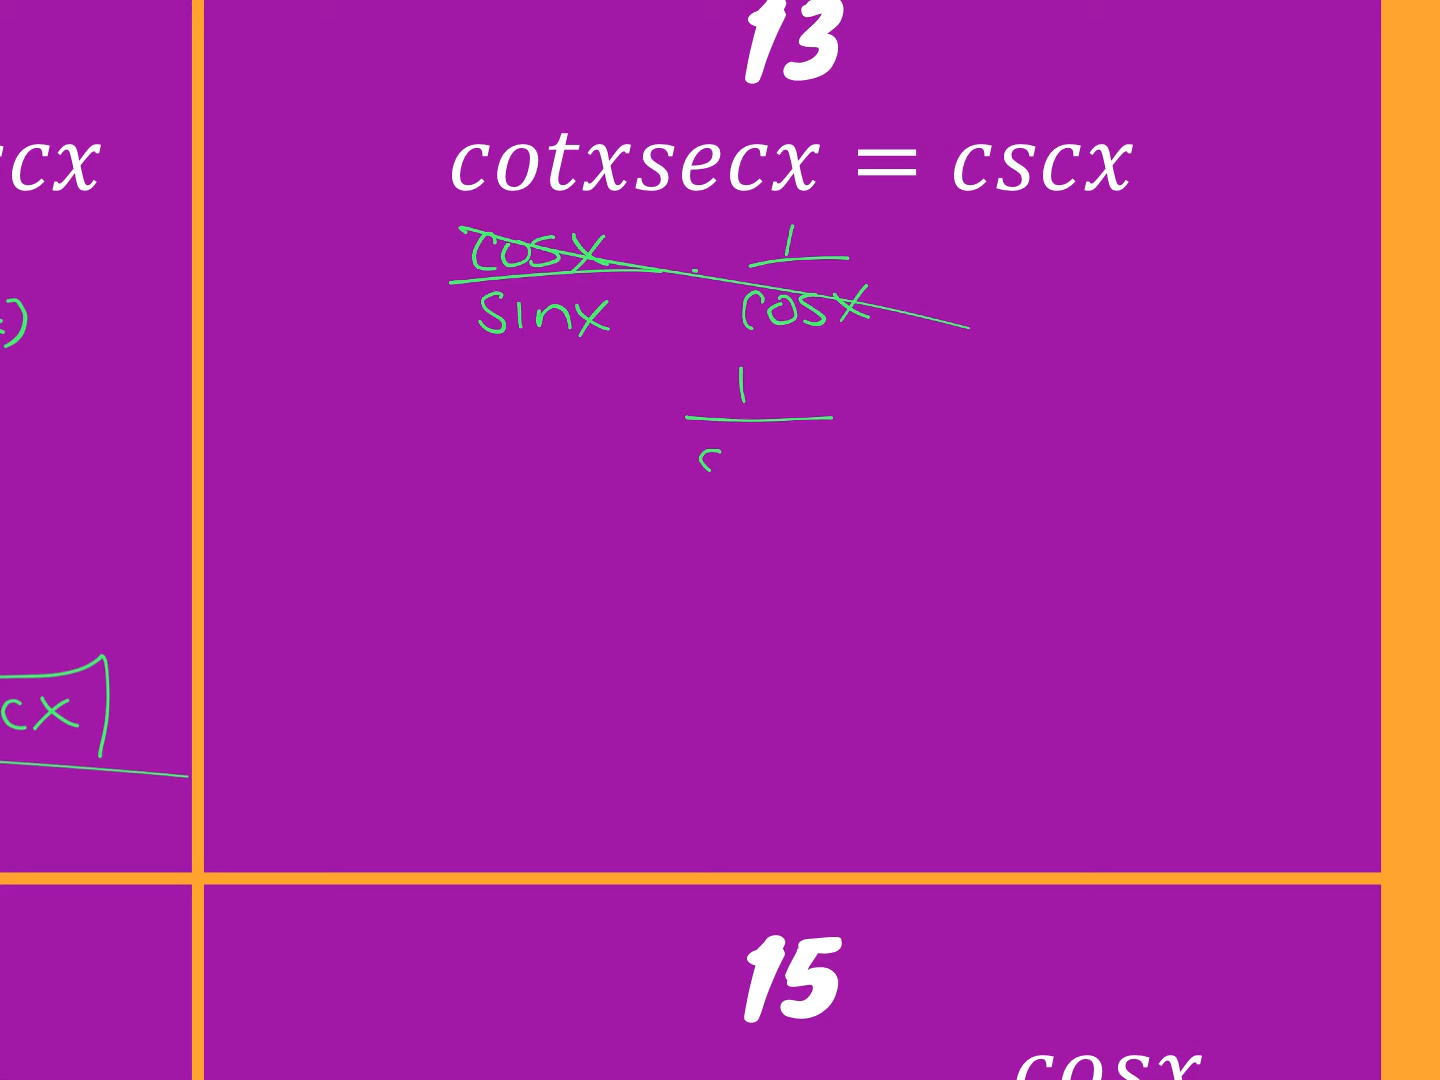 13
cx
cotxsecx = cscx
cosx / sinx · 1 / cosx
)
1
cx
15
cosx